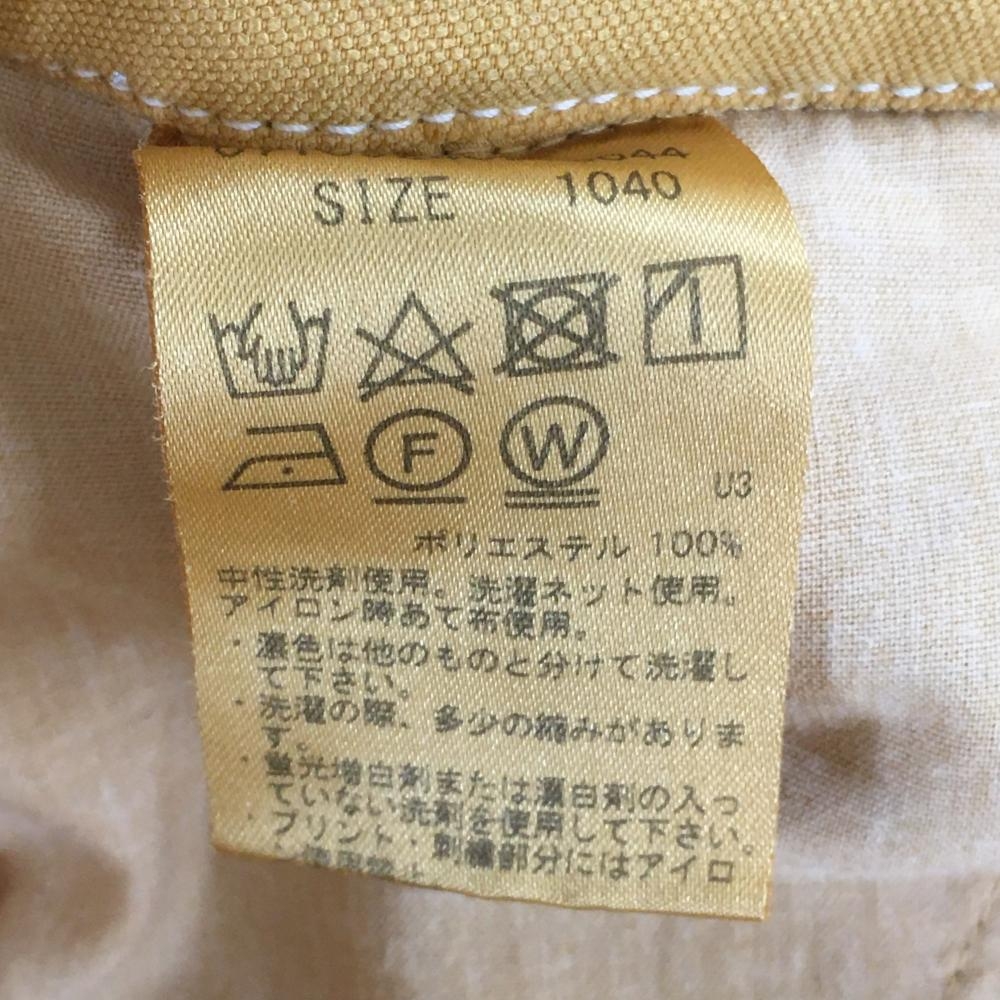 SIZE 1040
F W
U3
ポリエステル 100%
中性洗剤使用。洗濯ネット使用。
アイロン時あて布使用。
・濃色は他のものと分けて洗濯し
て下さい。
・洗濯の際、多少の縮みがありま
す。
・蛍光増白剤または漂白剤の入っ
ていない洗剤を使用して下さい。
・プリント・刺繍部分にはアイロ